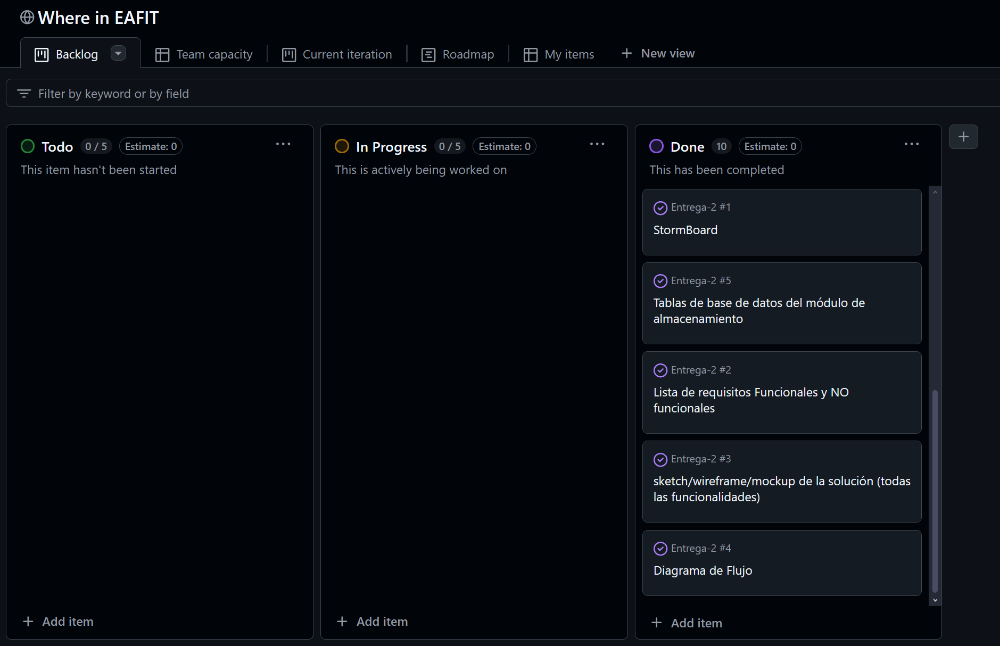 Where in EAFIT
Backlog
Team capacity
Current iteration
Roadmap
My items
New view
Filter by keyword or by field
Todo 0 / 5 Estimate: 0
This item hasn't been started
Add item
In Progress 0 / 5 Estimate: 0
This is actively being worked on
Add item
Done 10 Estimate: 0
This has been completed
Entrega-2 #1
StormBoard
Entrega-2 #5
Tablas de base de datos del módulo de
almacenamiento
Entrega-2 #2
Lista de requisitos Funcionales y NO
funcionales
Entrega-2 #3
sketch/wireframe/mockup de la solución (todas
las funcionalidades)
Entrega-2 #4
Diagrama de Flujo
Add item